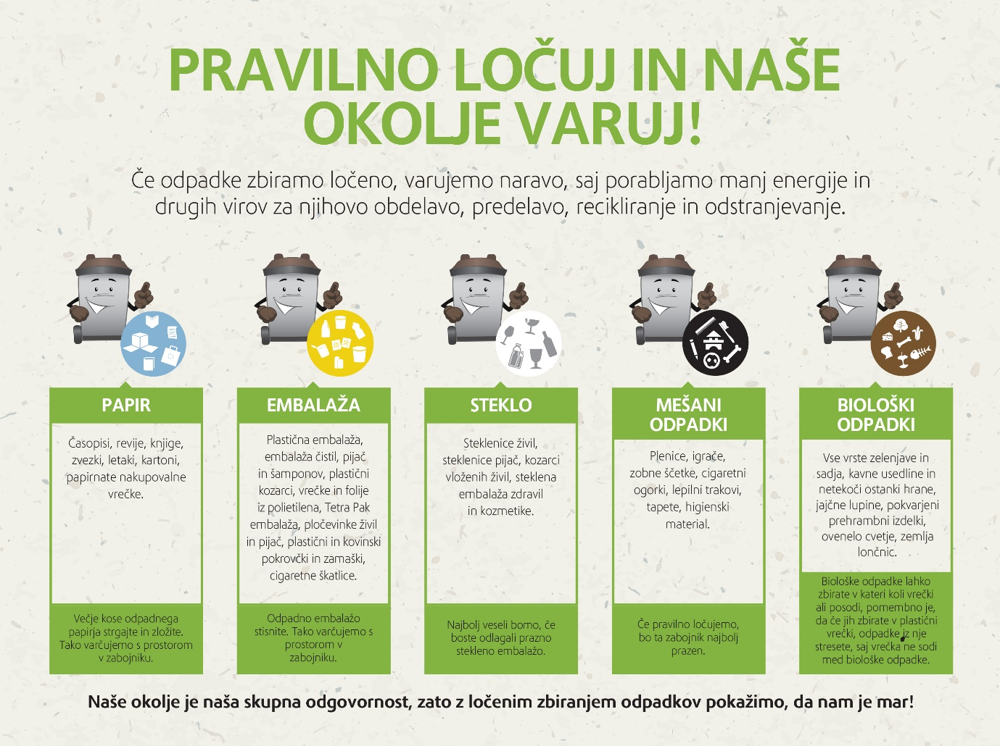 PRAVILNO LOČUJ IN NAŠE
OKOLJE VARUJ!
Če odpadke zbiramo ločeno, varujemo naravo, saj porabljamo manj energije in
drugih virov za njihovo obdelavo, predelavo, recikliranje in odstranjevanje.
PAPIR
Časopisi, revije, knjige,
zvezki, letaki, kartoni,
papirnate nakupovalne
vrečke.
Večje kose odpadnega
papirja strgajte in zložite.
Tako varčujemo s prostorom
v zabojniku.
EMBALAŽA
Plastična embalaža,
embalaža čistil, pijač
in šamponov, plastični
kozarci, vrečke in folije
iz polietilena, Tetra Pak
embalaža, pločevinke živil
in pijač, plastični in kovinski
pokrovčki in zamaški,
cigaretne škatlice.
Odpadno embalažo
stisnite. Tako varčujemo s
prostorom v
zabojniku.
STEKLO
Steklenice živil,
steklenice pijač, kozarci
vloženih živil, steklena
embalaža zdravil
in kozmetike.
Najbolj veseli bomo, če
boste odlagali prazno
stekleno embalažo.
MEŠANI
ODPADKI
Plenice, igrače,
zobne ščetke, cigaretni
ogorki, lepilni trakovi,
tapete, higienski
material.
Če pravilno ločujemo,
bo ta zabojnik najbolj
prazen.
BIOLOŠKI
ODPADKI
Vse vrste zelenjave in
sadja, kavne usedline in
netekoči ostanki hrane,
jajčne lupine, pokvarjeni
prehrambni izdelki,
ovenelo cvetje, zemlja
lončnic.
Biološke odpadke lahko
zbirate v kateri koli vrečki
ali posodi, pomembno je,
da če jih zbirate v plastični
vrečki, odpadke iz nje
stresete, saj vrečka ne sodi
med biološke odpadke.
Naše okolje je naša skupna odgovornost, zato z ločenim zbiranjem odpadkov pokažimo, da nam je mar!